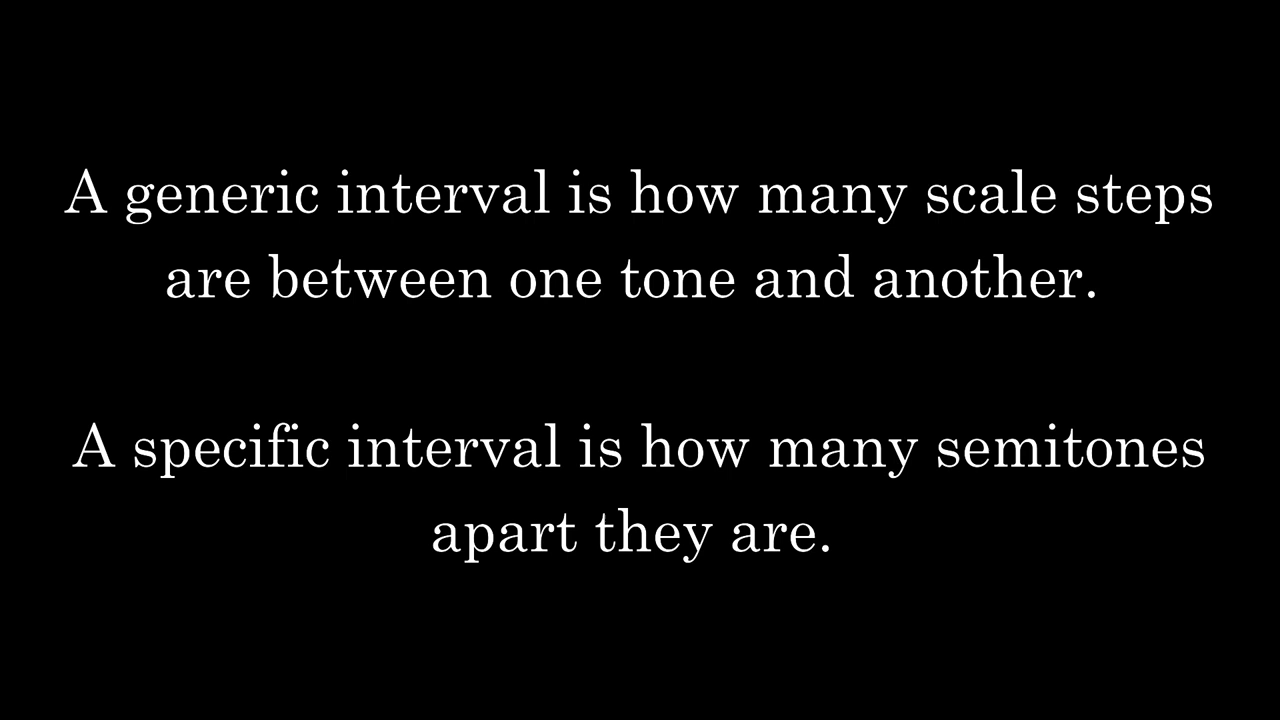 A generic interval is how many scale steps
are between one tone and another.
A specific interval is how many semitones
apart they are.